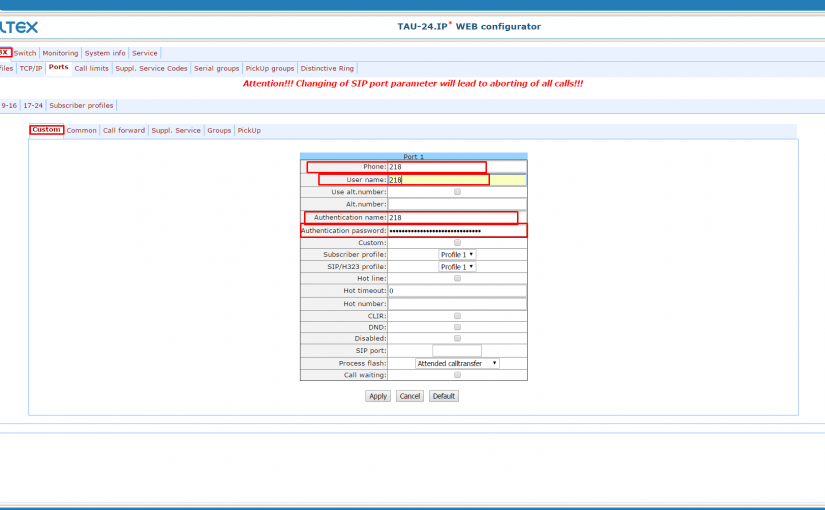 LTEX
TAU-24.IP* WEB configurator
BX Switch Monitoring System info Service
files TCP/IP Ports Call limits Suppl. Service Codes Serial groups PickUp groups Distinctive Ring
Attention!!! Changing of SIP port parameter will lead to aborting of all calls!!!
9-16 17-24 Subscriber profiles
Custom Common Call forward Suppl. Service Groups PickUp
Port 1
Phone: 218
User name: 218
Use alt.number:
Alt.number:
Authentication name: 218
Authentication password: ••••••••••••••••••••••••••••••
Custom:
Subscriber profile: Profile 1
SIP/H323 profile: Profile 1
Hot line:
Hot timeout: 0
Hot number:
CLIR:
DND:
Disabled:
SIP port:
Process flash: Attended calltransfer
Call waiting:
Apply Cancel Default